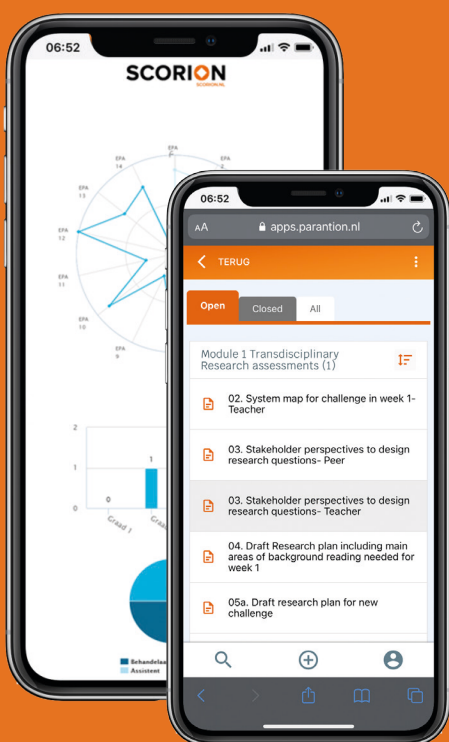 06:52
SCORION
SCORION.NL
EPA
14
EPA
2
EPA
13
EPA
12
EPA
11
EPA
10
EPA
9
2
1
0
0
1
Graad 1
Assistent
06:52
AA
apps.parantion.nl
TERUG
Open
Closed
All
Module 1 Transdisciplinary
Research assessments (1)
02. System map for challenge in week 1-
Teacher
03. Stakeholder perspectives to design
research questions- Peer
03. Stakeholder perspectives to design
research questions- Teacher
04. Draft Research plan including main
areas of background reading needed for
week 1
05a. Draft research plan for new
challenge